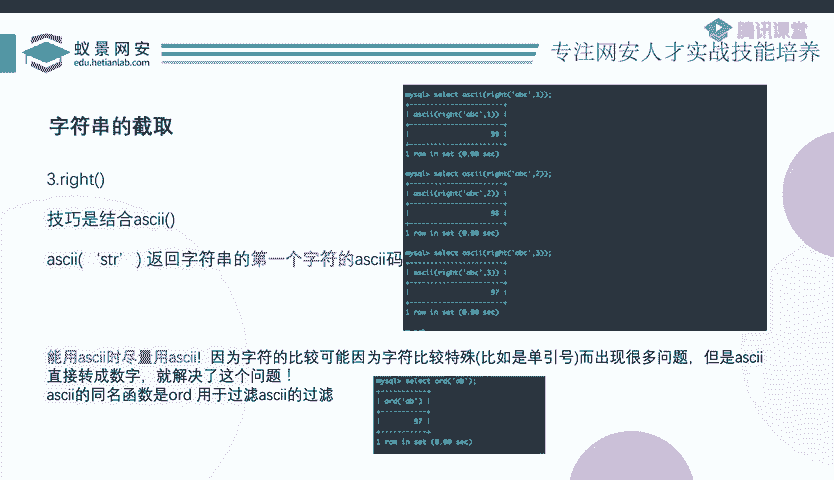 蚁景网安
edu.hetianlab.com
腾讯课堂
专注网安人才实战技能培养
字符串的截取
3.right()
技巧是结合ascii()
ascii(‘str’) 返回字符串的第一个字符的ascii码
mysql> select ascii(right('abc',1));
+----------------------+
| ascii(right('abc',1)) |
+----------------------+
| 99 |
+----------------------+
1 row in set (0.00 sec)
mysql> select ascii(right('abc',2));
+----------------------+
| ascii(right('abc',2)) |
+----------------------+
| 98 |
+----------------------+
1 row in set (0.00 sec)
mysql> select ascii(right('abc',3));
+----------------------+
| ascii(right('abc',3)) |
+----------------------+
| 97 |
+----------------------+
1 row in set (0.00 sec)
能用ascii时尽量用ascii! 因为字符的比较可能因为字符比较特殊(比如是单引号)而出现很多问题，但是ascii
直接转成数字，就解决了这个问题！
ascii的同名函数是ord 用于过滤ascii的过滤
mysql> select ord('ab');
+-----------+
| ord('ab') |
+-----------+
| 97 |
+-----------+
1 row in set (0.00 sec)